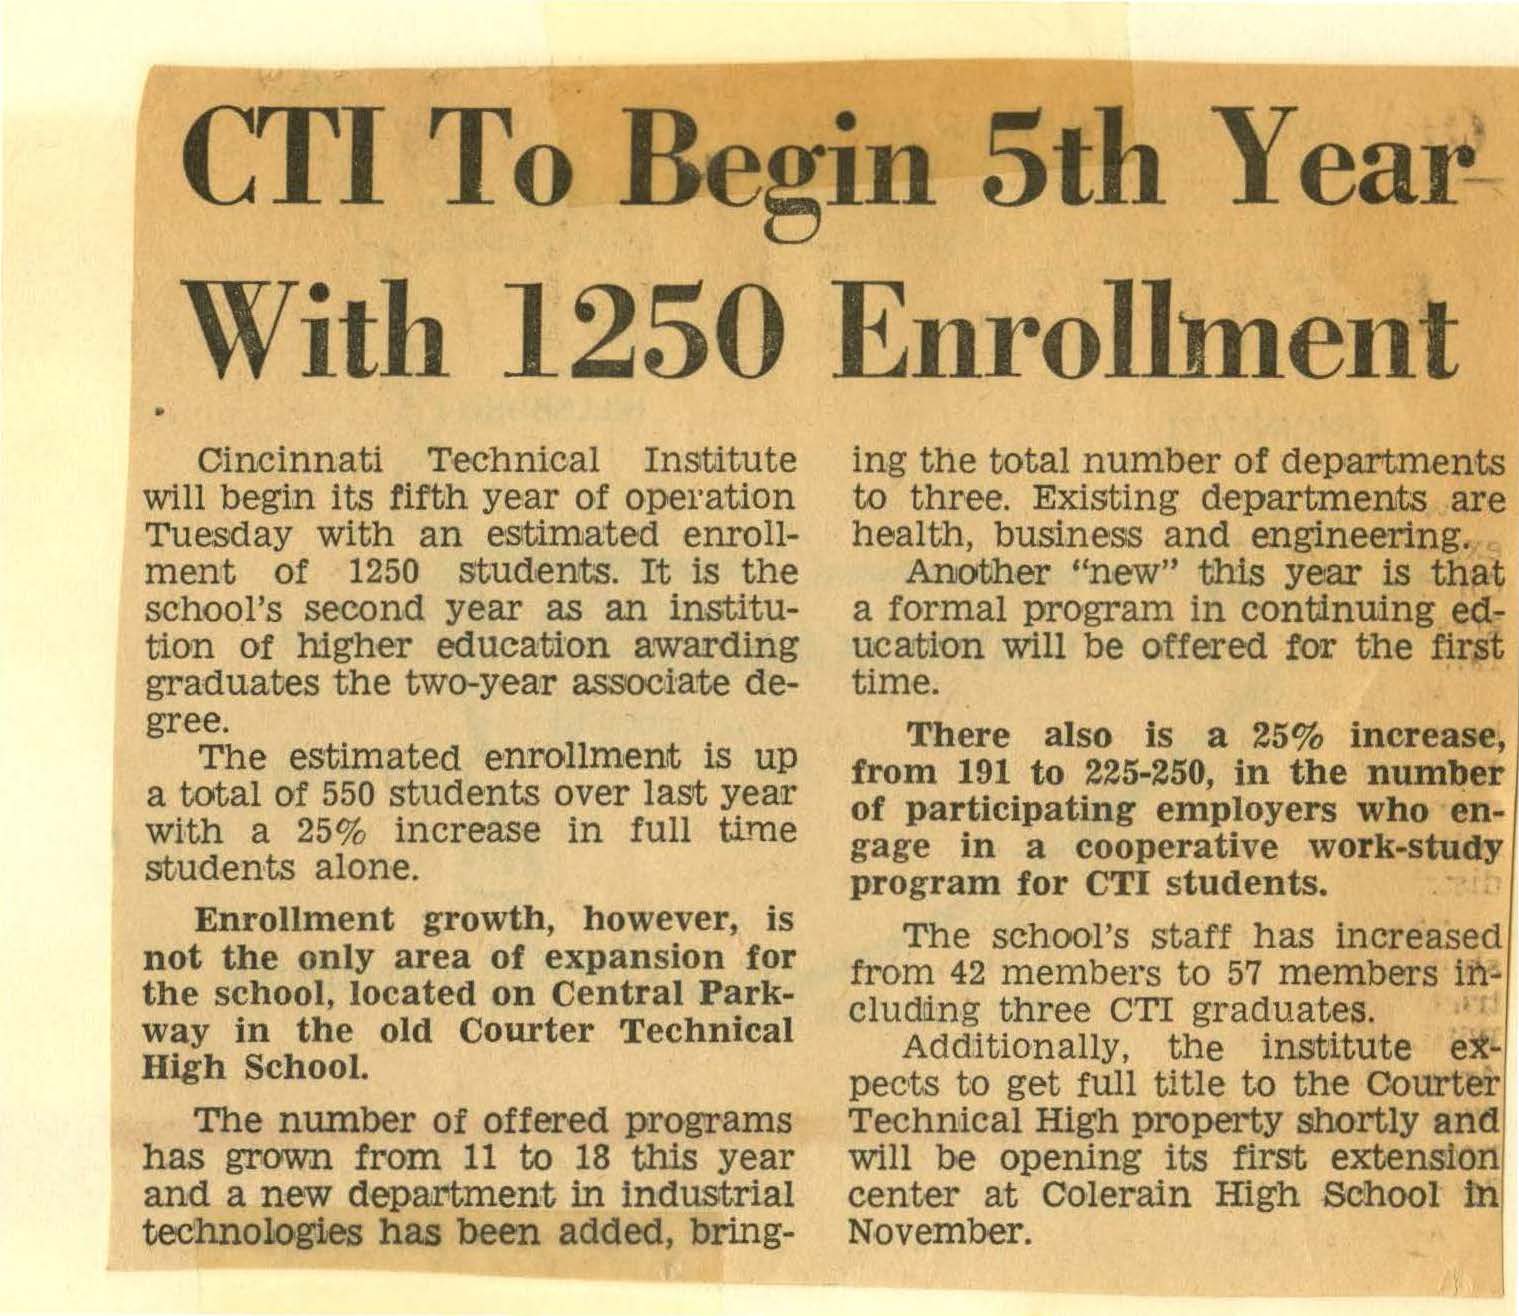 CTI To Begin 5th Year
With 1250 Enrollment
Cincinnati Technical Institute
will begin its fifth year of operation
Tuesday with an estimated enroll-
ment of 1250 students. It is the
school's second year as an institu-
tion of higher education awarding
graduates the two-year associate de-
gree.
The estimated enrollment is up
a total of 550 students over last year
with a 25% increase in full time
students alone.
Enrollment growth, however, is
not the only area of expansion for
the school, located on Central Park-
way in the old Courter Technical
High School.
The number of offered programs
has grown from 11 to 18 this year
and a new department in industrial
technologies has been added, bring-
ing the total number of departments
to three. Existing departments are
health, business and engineering.
Another “new” this year is that
a formal program in continuing ed-
ucation will be offered for the first
time.
There also is a 25% increase,
from 191 to 225-250, in the number
of participating employers who en-
gage in a cooperative work-study
program for CTI students.
The school's staff has increased
from 42 members to 57 members in-
cluding three CTI graduates.
Additionally, the institute ex-
pects to get full title to the Courter
Technical High property shortly and
will be opening its first extension
center at Colerain High School in
November.